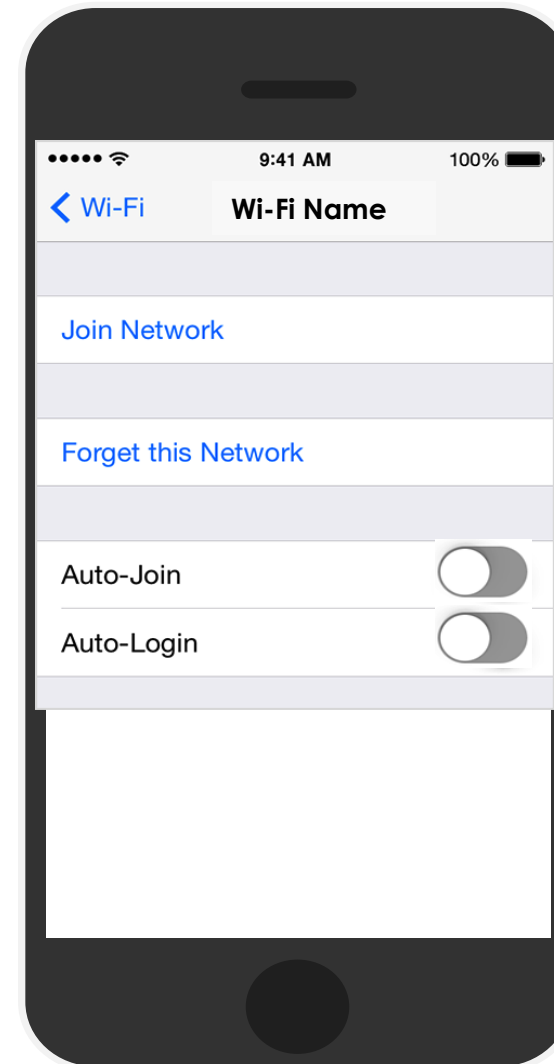 9:41 AM 100%
Wi-Fi Wi-Fi Name
Join Network
Forget this Network
Auto-Join
Auto-Login